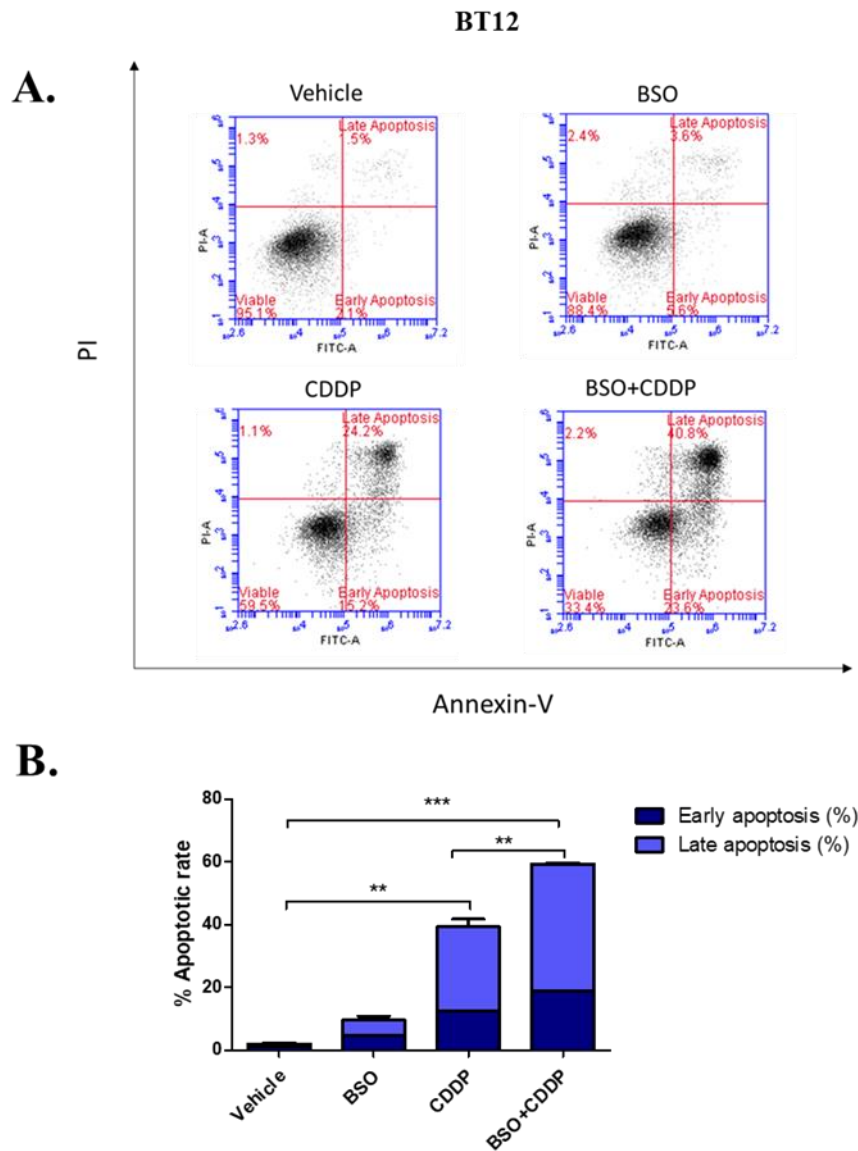 BT12
A.
Vehicle
BSO
1.3%
Late Apoptosis
1.5%
2.4%
Late Apoptosis
3.6%
PI-A
PI-A
Viable
95.1%
Early Apoptosis
2.1%
Viable
88.4%
Early Apoptosis
5.6%
FITC-A
FITC-A
PI
CDDP
BSO+CDDP
1.1%
Late Apoptosis
24.2%
2.2%
Late Apoptosis
40.8%
PI-A
PI-A
Viable
59.5%
Early Apoptosis
15.2%
Viable
33.4%
Early Apoptosis
23.6%
FITC-A
FITC-A
Annexin-V
B.
% Apoptotic rate
80
60
40
20
0
***
**
**
Early apoptosis (%)
Late apoptosis (%)
Vehicle
BSO
CDDP
BSO+CDDP